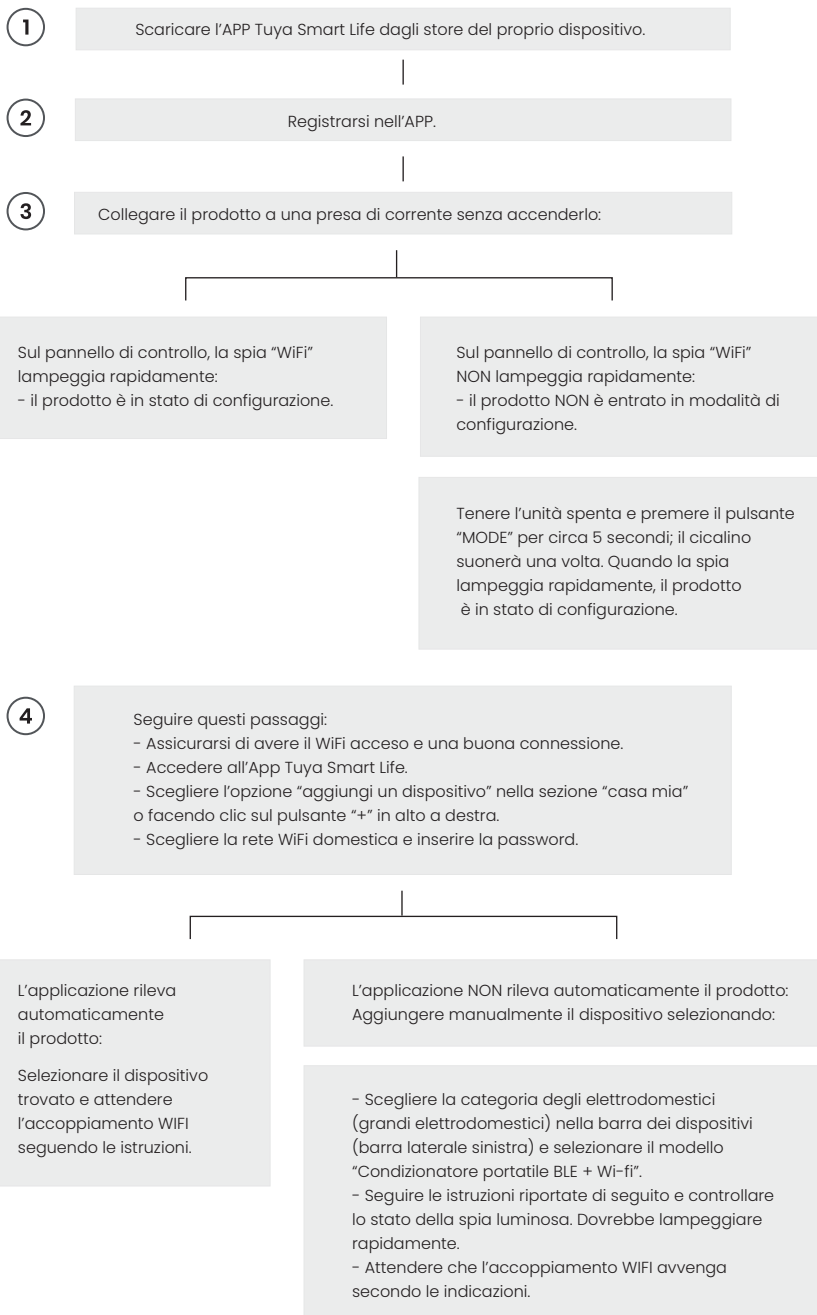 1
Scaricare l’APP Tuya Smart Life dagli store del proprio dispositivo.
2
Registrarsi nell’APP.
3
Collegare il prodotto a una presa di corrente senza accenderlo:
Sul pannello di controllo, la spia “WiFi”
lampeggia rapidamente:
- il prodotto è in stato di configurazione.
Sul pannello di controllo, la spia “WiFi”
NON lampeggia rapidamente:
- il prodotto NON è entrato in modalità di
configurazione.
Tenere l’unità spenta e premere il pulsante
“MODE” per circa 5 secondi; il cicalino
suonerà una volta. Quando la spia
lampeggia rapidamente, il prodotto
è in stato di configurazione.
4
Seguire questi passaggi:
- Assicurarsi di avere il WiFi acceso e una buona connessione.
- Accedere all’App Tuya Smart Life.
- Scegliere l’opzione “aggiungi un dispositivo” nella sezione “casa mia”
o facendo clic sul pulsante “+” in alto a destra.
- Scegliere la rete WiFi domestica e inserire la password.
L’applicazione rileva
automaticamente
il prodotto:
Selezionare il dispositivo
trovato e attendere
l’accoppiamento WIFI
seguendo le istruzioni.
L’applicazione NON rileva automaticamente il prodotto:
Aggiungere manualmente il dispositivo selezionando:
- Scegliere la categoria degli elettrodomestici
(grandi elettrodomestici) nella barra dei dispositivi
(barra laterale sinistra) e selezionare il modello
“Condizionatore portatile BLE + Wi-fi”.
- Seguire le istruzioni riportate di seguito e controllare
lo stato della spia luminosa. Dovrebbe lampeggiare
rapidamente.
- Attendere che l’accoppiamento WIFI avvenga
secondo le indicazioni.